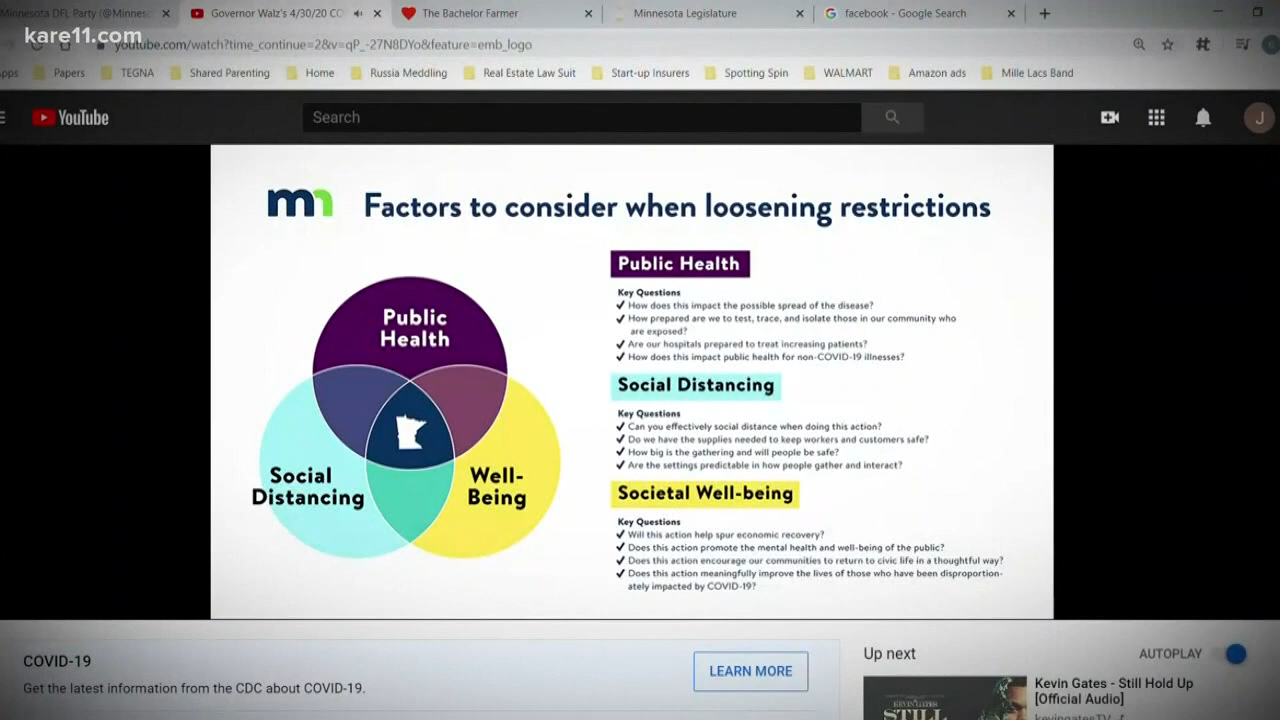 Minnesota DFL Party (@Minnes
Governor Walz's 4/30/20 CO
The Bachelor Farmer
Minnesota Legislature
facebook - Google Search
kare11.com
youtube.com/watch?time_continue=2&v=qP_-27N8DYo&feature=emb_logo
Apps
Papers
TEGNA
Shared Parenting
Home
Russia Meddling
Real Estate Law Suit
Start-up Insurers
Spotting Spin
WALMART
Amazon ads
Mille Lacs Band
YouTube
Search
J
mn
Factors to consider when loosening restrictions
Public
Health
Social
Distancing
Well-
Being
Public Health
Key Questions
✔ How does this impact the possible spread of the disease?
✔ How prepared are we to test, trace, and isolate those in our community who
are exposed?
✔ Are our hospitals prepared to treat increasing patients?
✔ How does this impact public health for non-COVID-19 illnesses?
Social Distancing
Key Questions
✔ Can you effectively social distance when doing this action?
✔ Do we have the supplies needed to keep workers and customers safe?
✔ How big is the gathering and will people be safe?
✔ Are the settings predictable in how people gather and interact?
Societal Well-being
Key Questions
✔ Will this action help spur economic recovery?
✔ Does this action promote the mental health and well-being of the public?
✔ Does this action encourage our communities to return to civic life in a thoughtful way?
✔ Does this action meaningfully improve the lives of those who have been disproportion-
ately impacted by COVID-19?
COVID-19
Get the latest information from the CDC about COVID-19.
LEARN MORE
Up next
AUTOPLAY
KEVIN GATES
STILL
Kevin Gates - Still Hold Up
[Official Audio]
kevingatesTV